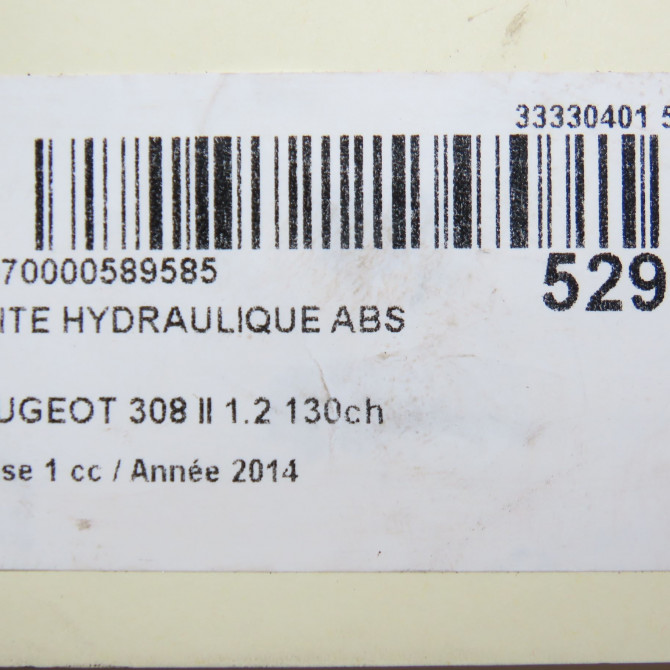 33330401 5
70000589585
529
ITE HYDRAULIQUE ABS
UGEOT 308 II 1.2 130ch
se 1 cc / Année 2014